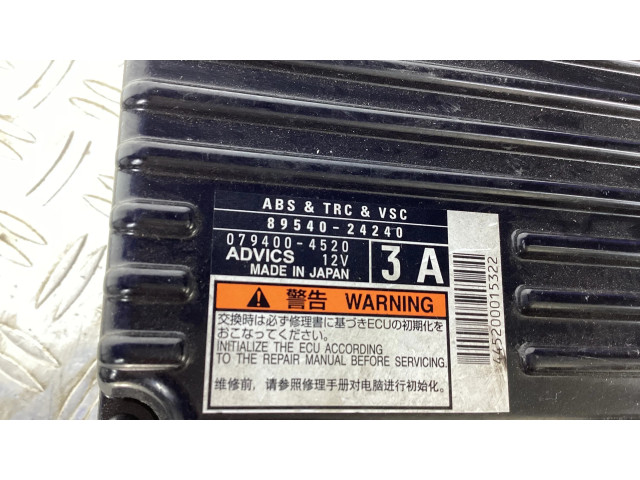 ABS & TRC & VSC
89540-24240
079400-4520
ADVICS 12V
MADE IN JAPAN
3 A
警告 WARNING
交換時は必ず修理書に基づきECUの初期化を
おこなってください。
INITIALIZE THE ECU ACCORDING
TO THE REPAIR MANUAL BEFORE SERVICING.
维修前，请参照修理手册对电脑进行初始化。
445200015322